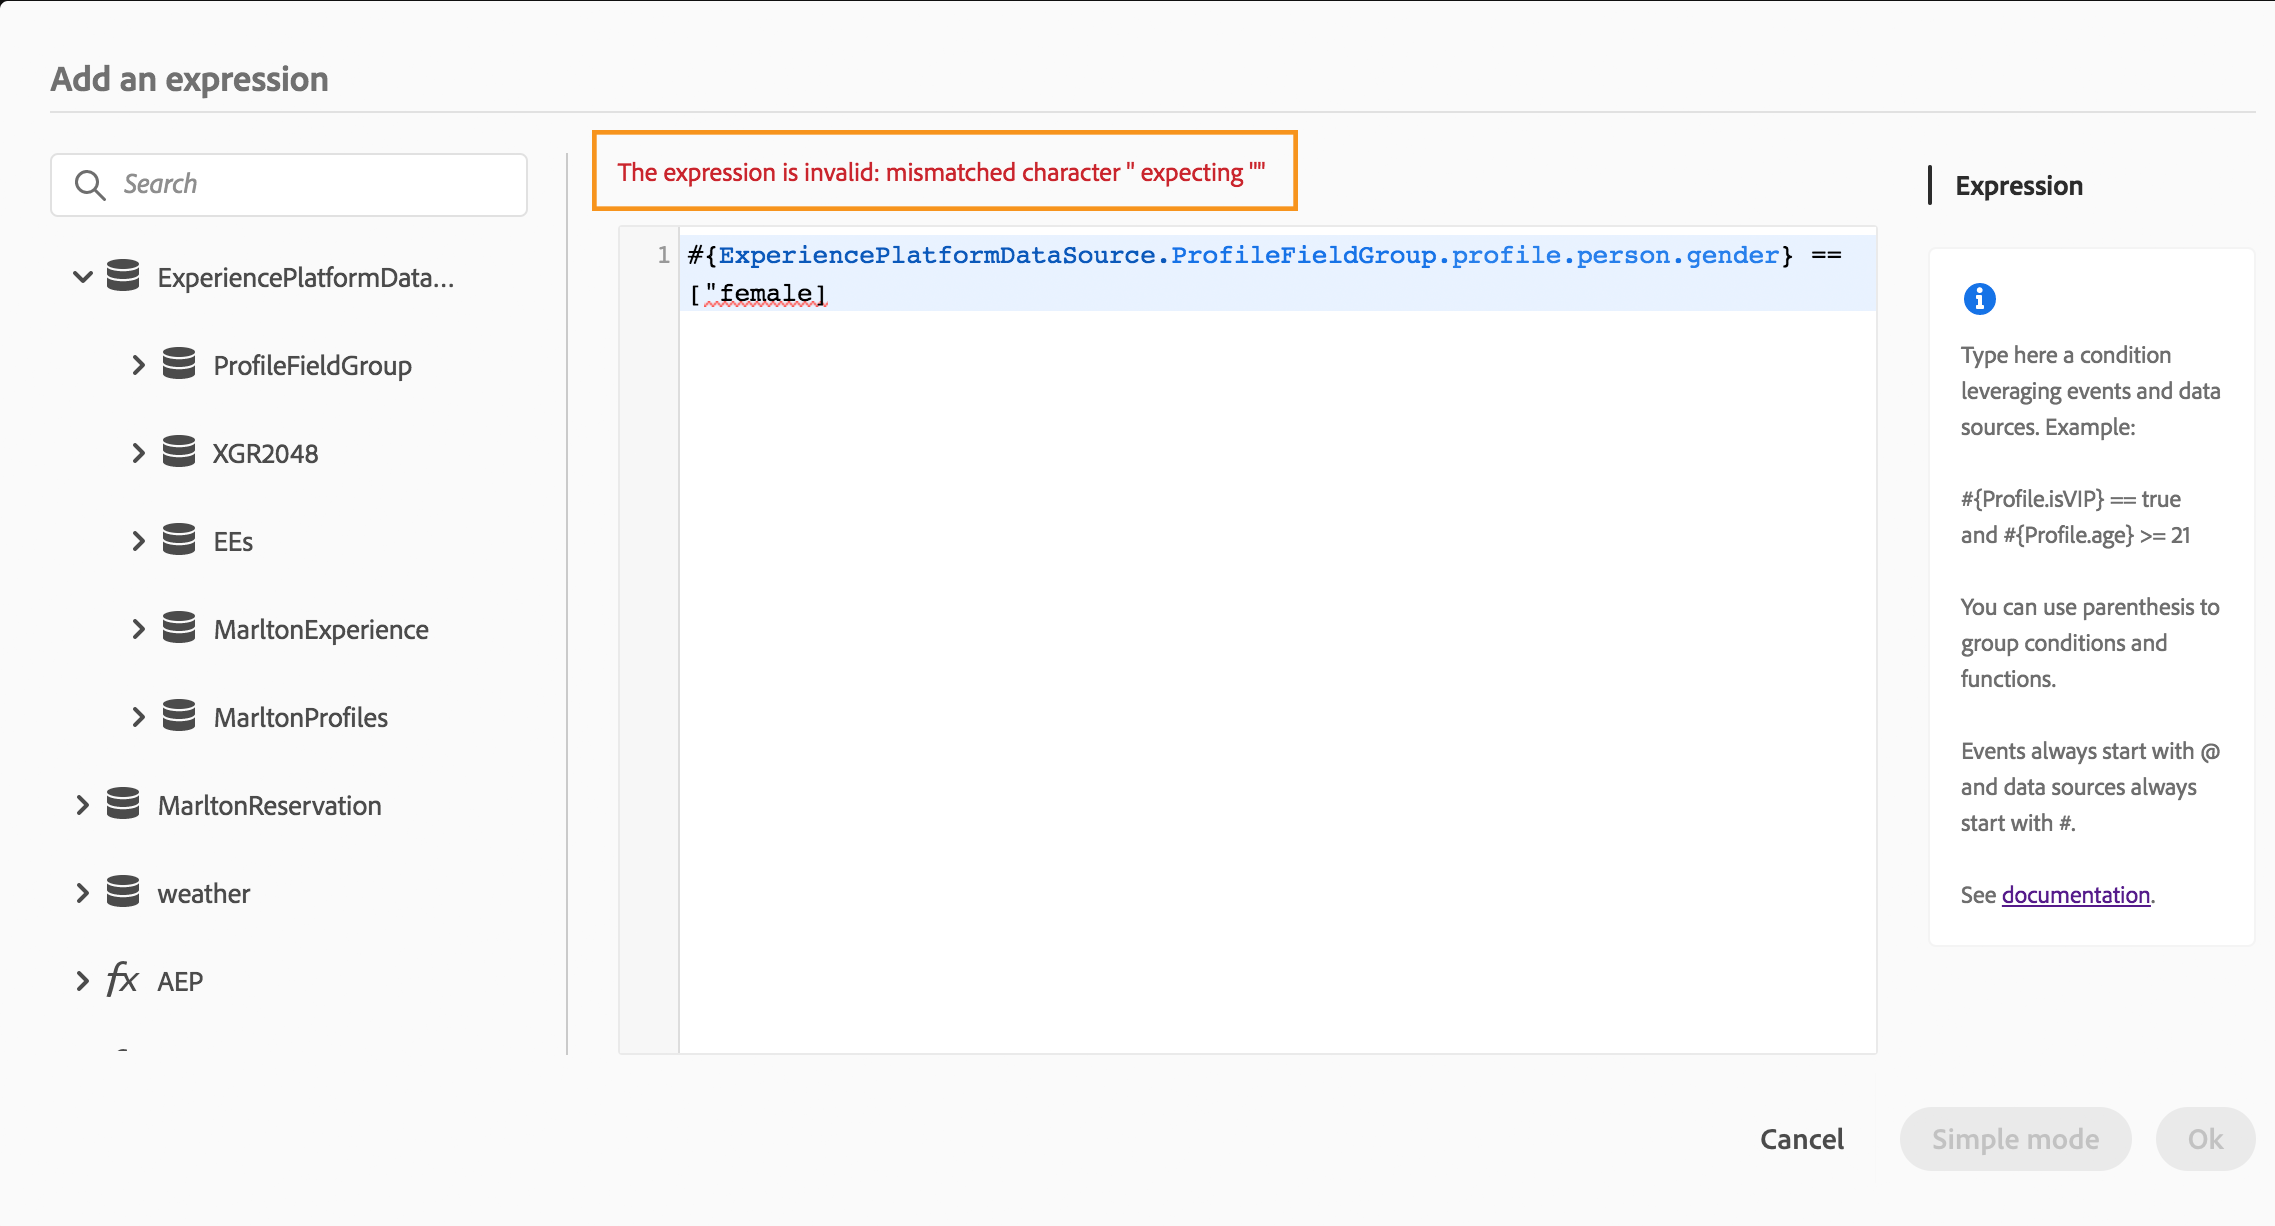 Add an expression
Search
ExperiencePlatformData...
ProfileFieldGroup
XGR2048
EEs
MarltonExperience
MarltonProfiles
MarltonReservation
weather
fx AEP
The expression is invalid: mismatched character '' expecting '"'
1 #{ExperiencePlatformDataSource.ProfileFieldGroup.profile.person.gender} ==
["female]
Expression
Type here a condition
leveraging events and data
sources. Example:
#{Profile.isVIP} == true
and #{Profile.age} >= 21
You can use parenthesis to
group conditions and
functions.
Events always start with @
and data sources always
start with #.
See documentation.
Cancel
Simple mode
Ok